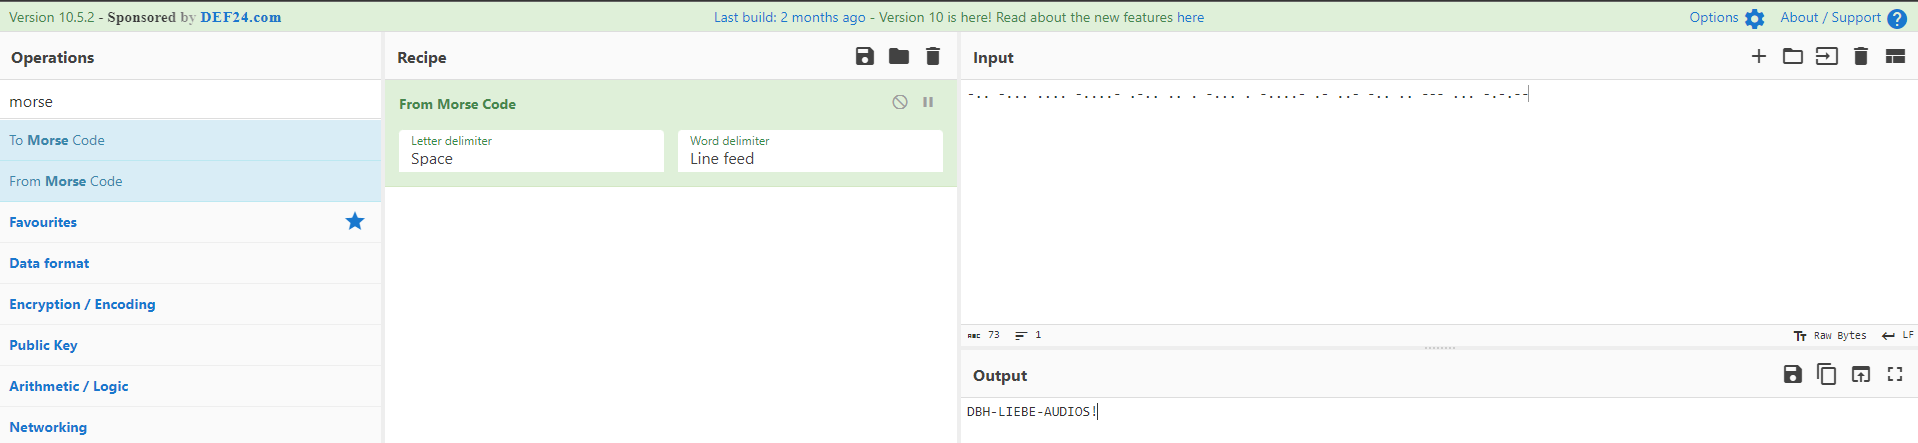 Version 10.5.2 - Sponsored by DEF24.com
Last build: 2 months ago - Version 10 is here! Read about the new features here
Options
About / Support
Operations
morse
To Morse Code
From Morse Code
Favourites
Data format
Encryption / Encoding
Public Key
Arithmetic / Logic
Networking
Recipe
From Morse Code
Letter delimiter
Space
Word delimiter
Line feed
Input
-.. -... .... -....- .-.. .. . -... . -....- .- ..- -.. .. --- ... -.-.--
ABC 73 1
TT Raw Bytes LF
Output
DBH-LIEBE-AUDIOS!